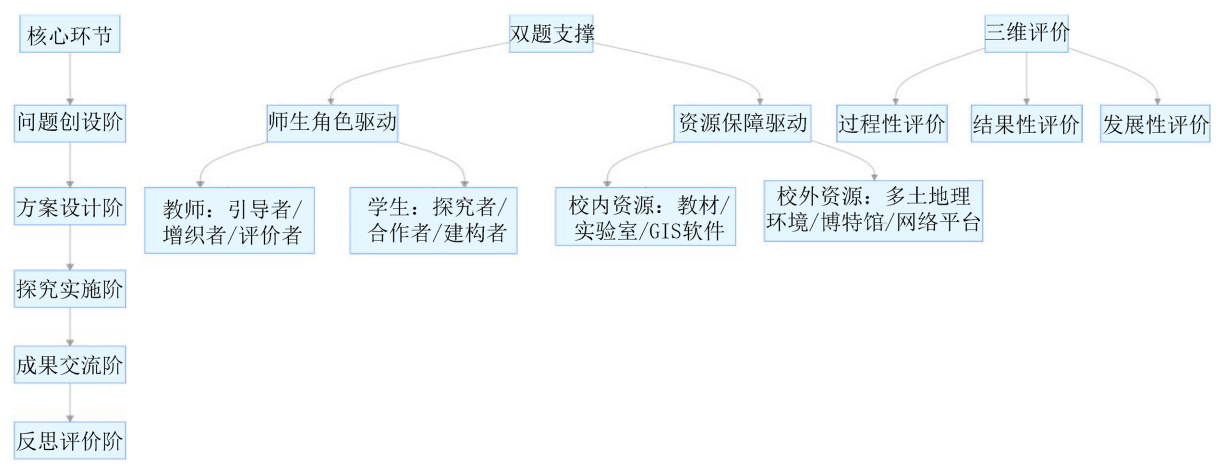 核心环节
问题创设阶
方案设计阶
探究实施阶
成果交流阶
反思评价阶
双题支撑
师生角色驱动
资源保障驱动
教师：引导者/
增织者/评价者
学生：探究者/
合作者/建构者
校内资源：教材/
实验室/GIS软件
校外资源：多土地理
环境/博特馆/网络平台
三维评价
过程性评价
结果性评价
发展性评价